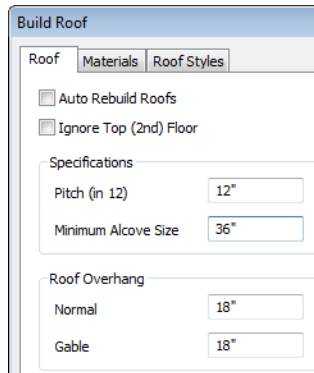 Build Roof
Roof Materials Roof Styles
Auto Rebuild Roofs
Ignore Top (2nd) Floor
Specifications
Pitch (in 12) 12"
Minimum Alcove Size 36"
Roof Overhang
Normal 18"
Gable 18"